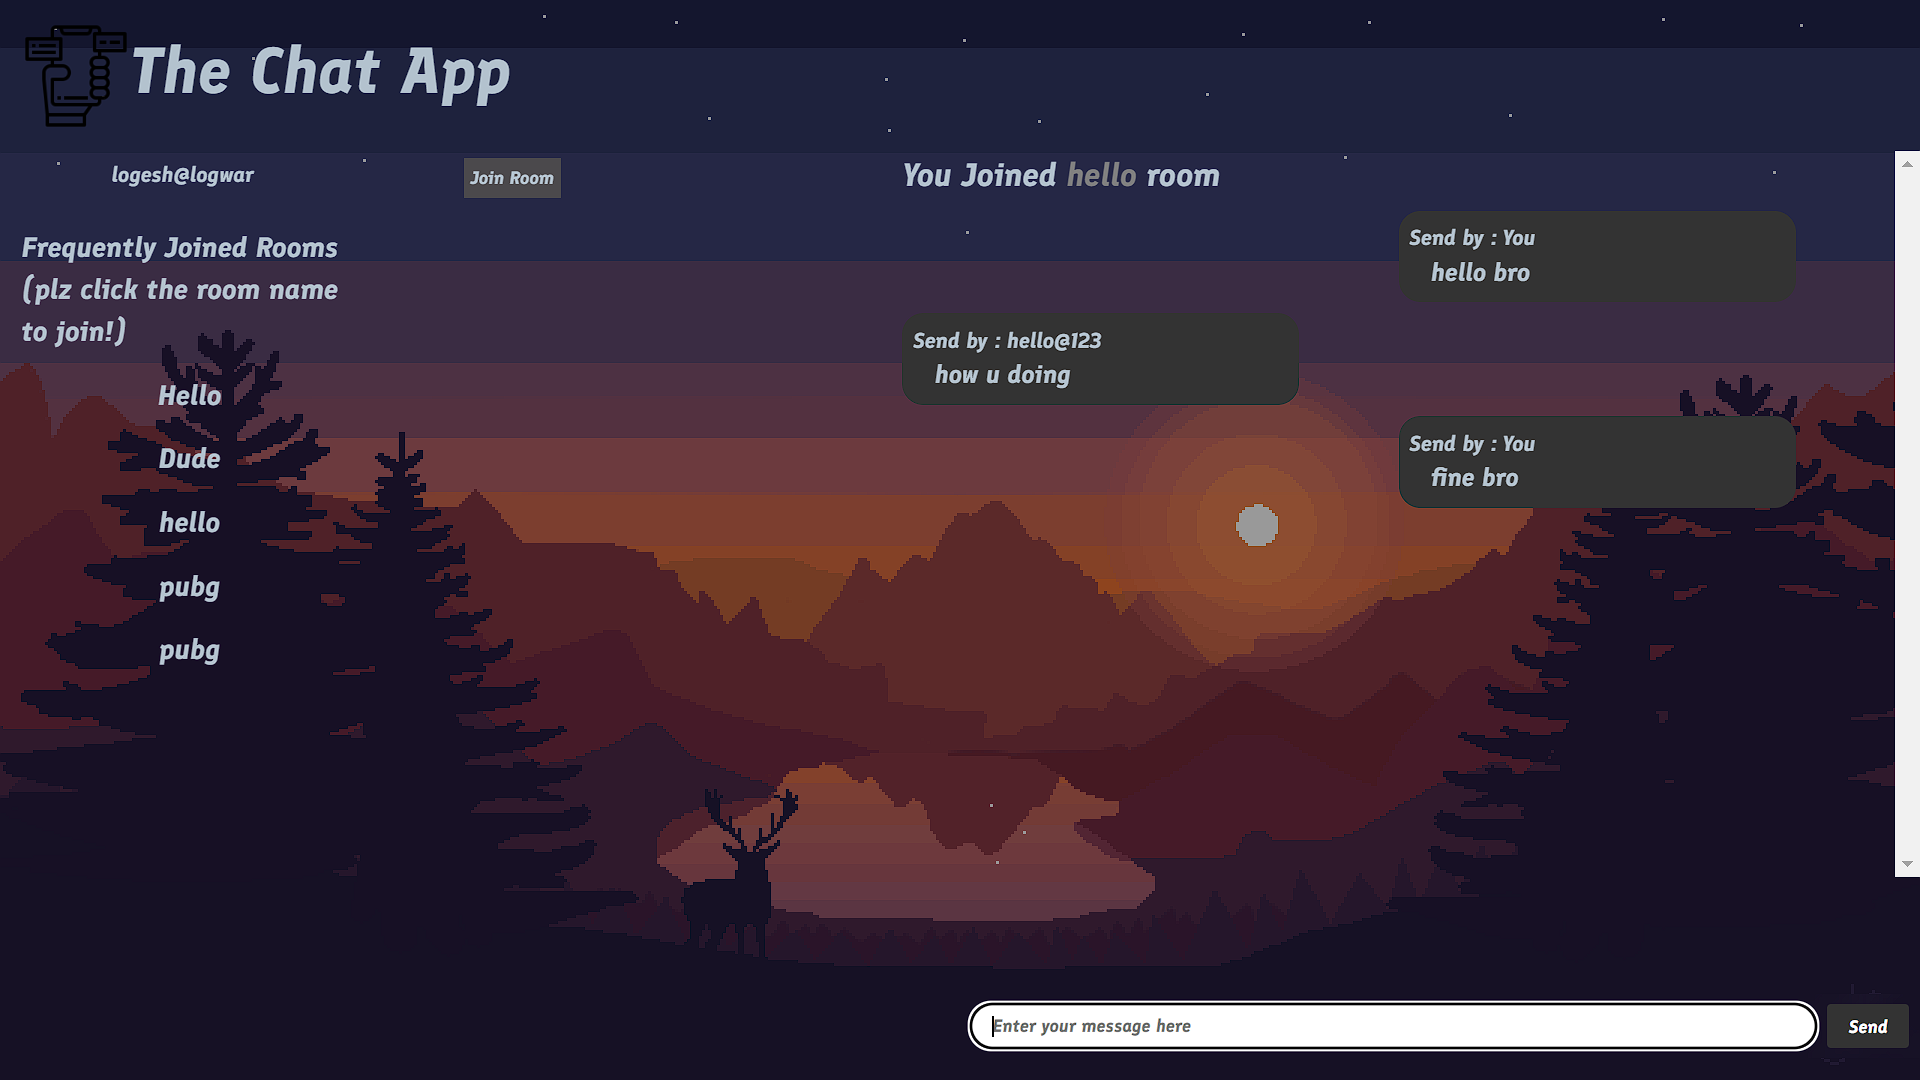 The Chat App
logesh@logwar
Join Room
Frequently Joined Rooms
(plz click the room name
to join!)
Hello
Dude
hello
pubg
pubg
You Joined hello room
Send by : You
hello bro
Send by : hello@123
how u doing
Send by : You
fine bro
Enter your message here
Send